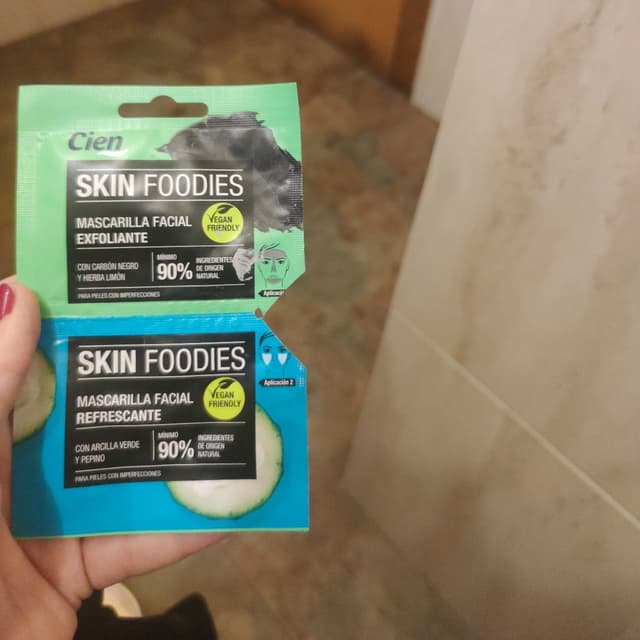 Cien
SKIN FOODIES
MASCARILLA FACIAL
EXFOLIANTE
VEGAN
FRIENDLY
CON CARBÓN NEGRO
Y HIERBA LIMÓN
MÍNIMO
90%
INGREDIENTES
DE ORIGEN
NATURAL
PARA PIELES CON IMPERFECCIONES
SKIN FOODIES
MASCARILLA FACIAL
REFRESCANTE
VEGAN
FRIENDLY
Aplicación 2
CON ARCILLA VERDE
Y PEPINO
MÍNIMO
90%
INGREDIENTES
DE ORIGEN
NATURAL
PARA PIELES CON IMPERFECCIONES